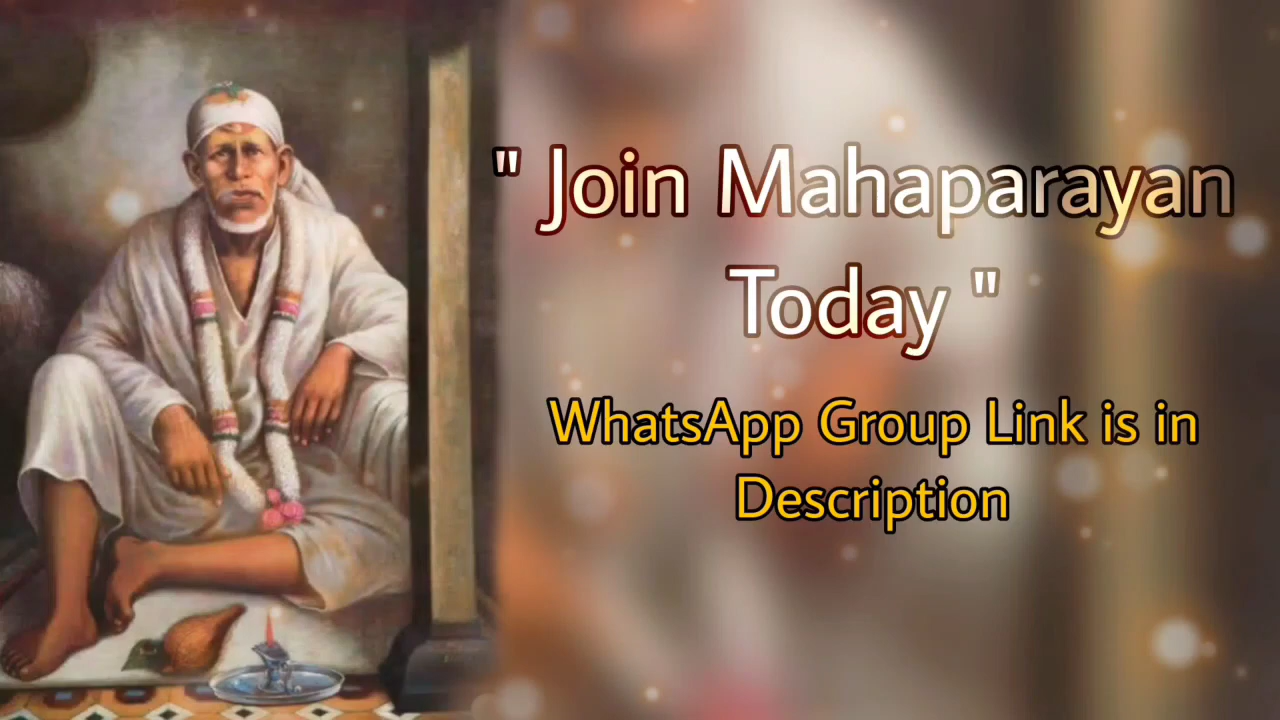 " Join Mahaparayan
Today "
WhatsApp Group Link is in
Description